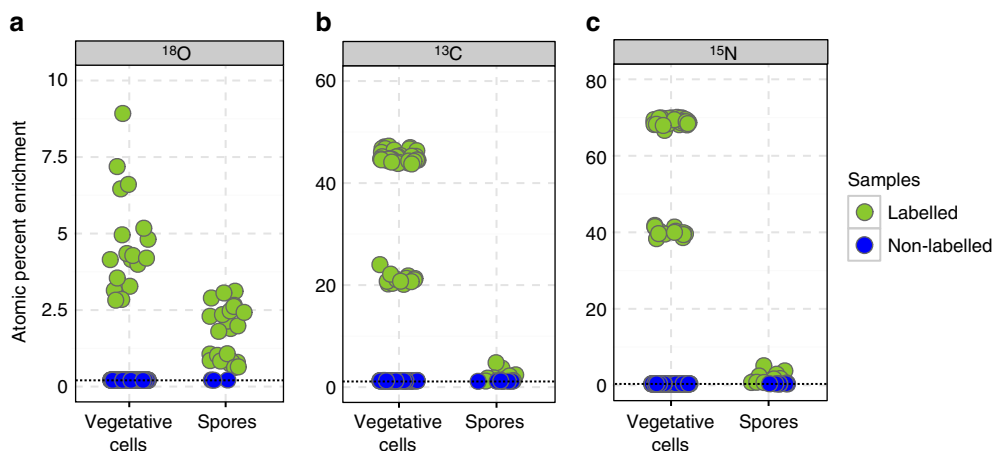 a
b
c
¹⁸O
¹³C
¹⁵N
Atomic percent enrichment
10
7.5
5
2.5
0
Vegetative
cells
Spores
60
40
20
0
Vegetative
cells
Spores
80
60
40
20
0
Vegetative
cells
Spores
Samples
Labelled
Non-labelled